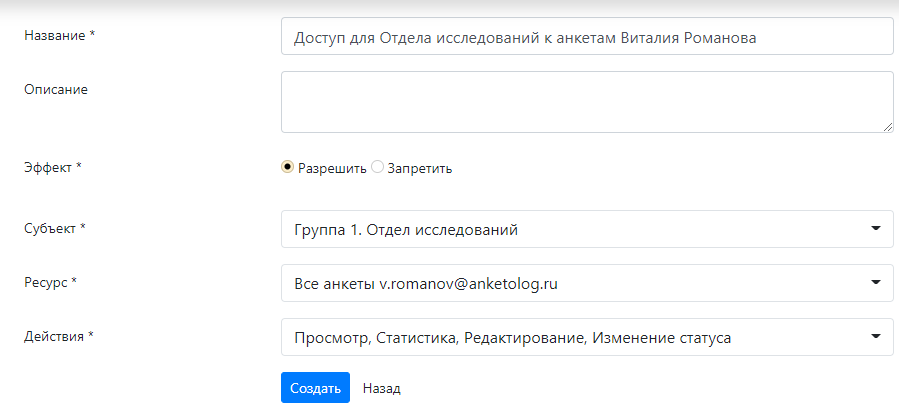 Название *
Доступ для Отдела исследований к анкетам Виталия Романова
Описание
Эффект *
Разрешить Запретить
Субъект *
Группа 1. Отдел исследований
Ресурс *
Все анкеты v.romanov@anketolog.ru
Действия *
Просмотр, Статистика, Редактирование, Изменение статуса
Создать Назад